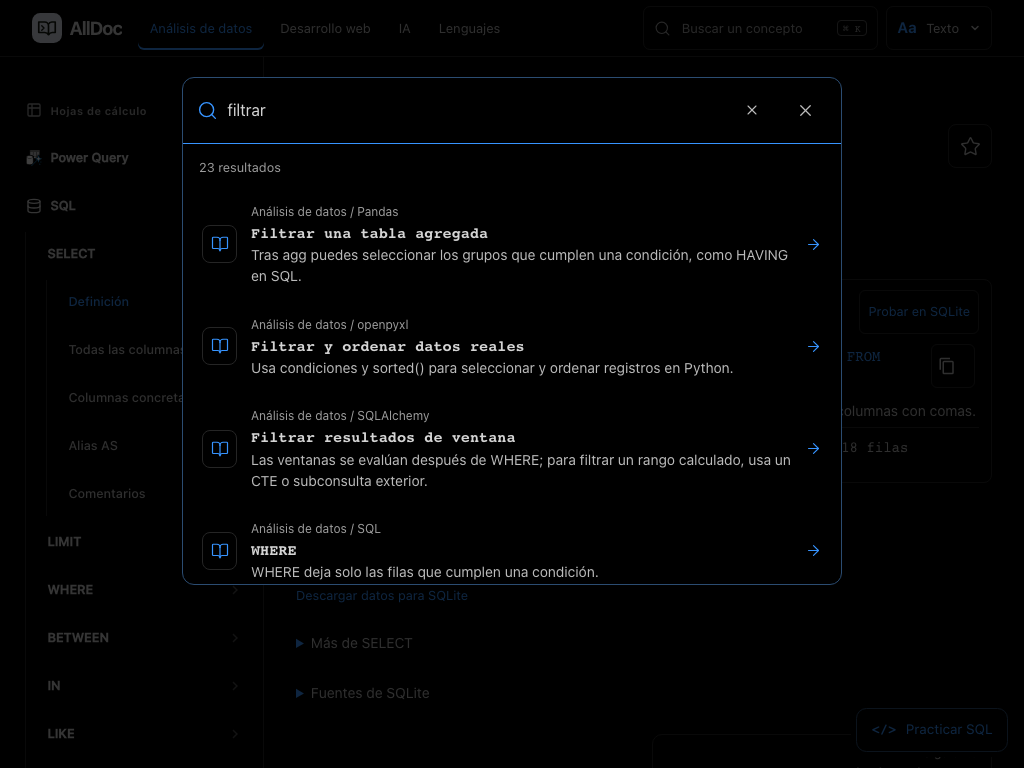 AllDoc
Análisis de datos
Desarrollo web
IA
Lenguajes
Buscar un concepto
⌘ K
Aa Texto
filtrar
23 resultados
Análisis de datos / Pandas
Filtrar una tabla agregada
Tras agg puedes seleccionar los grupos que cumplen una condición, como HAVING
en SQL.
Análisis de datos / openpyxl
Filtrar y ordenar datos reales
Usa condiciones y sorted() para seleccionar y ordenar registros en Python.
Análisis de datos / SQLAlchemy
Filtrar resultados de ventana
Las ventanas se evalúan después de WHERE; para filtrar un rango calculado, usa un
CTE o subconsulta exterior.
Análisis de datos / SQL
WHERE
WHERE deja solo las filas que cumplen una condición.
Hojas de cálculo
Power Query
SQL
SELECT
Definición
Todas las columnas
Columnas concreta
Alias AS
Comentarios
LIMIT
WHERE
BETWEEN
IN
LIKE
Probar en SQLite
FROM
columnas con comas.
18 filas
Descargar datos para SQLite
Más de SELECT
Fuentes de SQLite
</> Practicar SQL